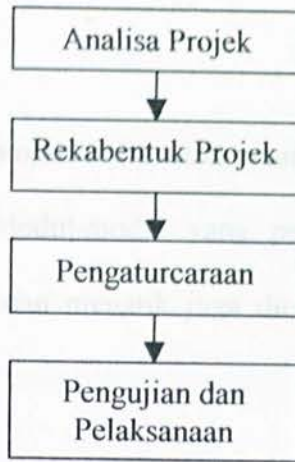 Analisa Projek
Rekabentuk Projek
Pengaturcaraan
Pengujian dan
Pelaksanaan